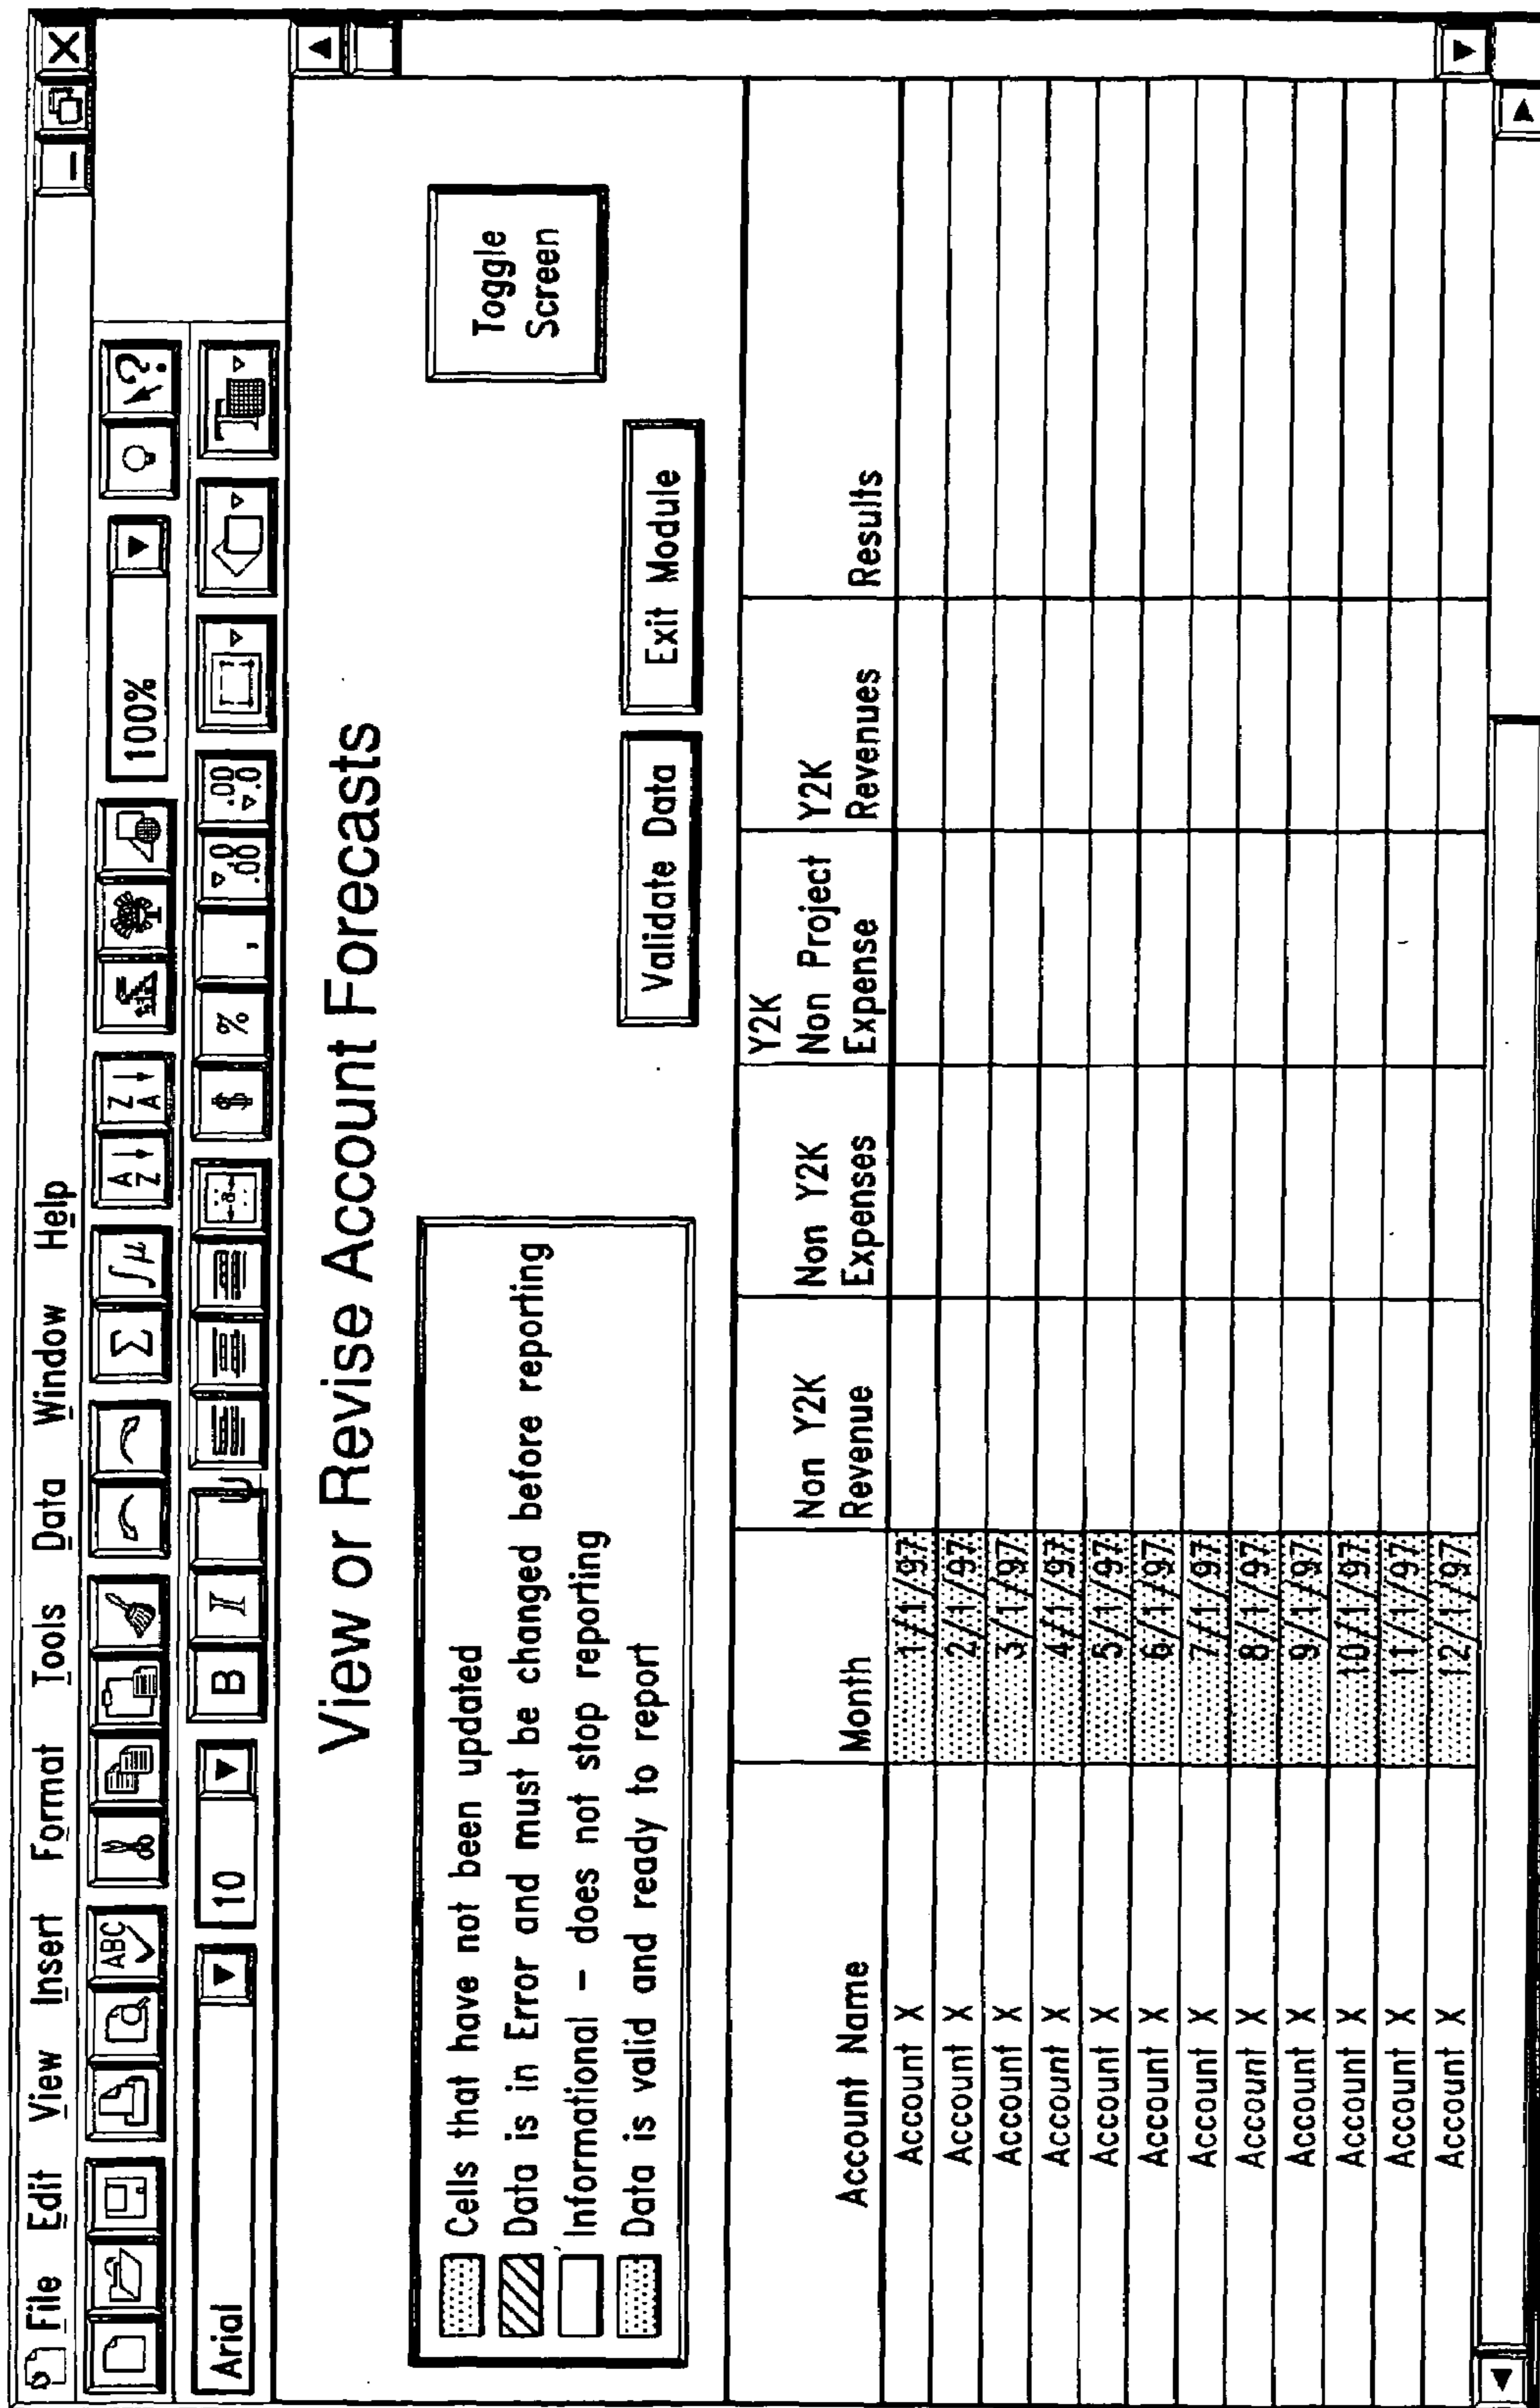 File Edit View Insert Format Tools Data Window Help
ABC A Z Z A 100% ?
Arial 10 B I U $ % , .0 .00 .00 .0
View or Revise Account Forecasts
Cells that have not been updated
Data is in Error and must be changed before reporting
Informational - does not stop reporting
Data is valid and ready to report
Toggle
Screen
Validate Data Exit Module
Account Name Month Non Y2K Revenue Non Y2K Expenses Y2K Non Project Expense Y2K Revenues Results
Account X 1/1/97
Account X 2/1/97
Account X 3/1/97
Account X 4/1/97
Account X 5/1/97
Account X 6/1/97
Account X 7/1/97
Account X 8/1/97
Account X 9/1/97
Account X 10/1/97
Account X 11/1/97
Account X 12/1/97